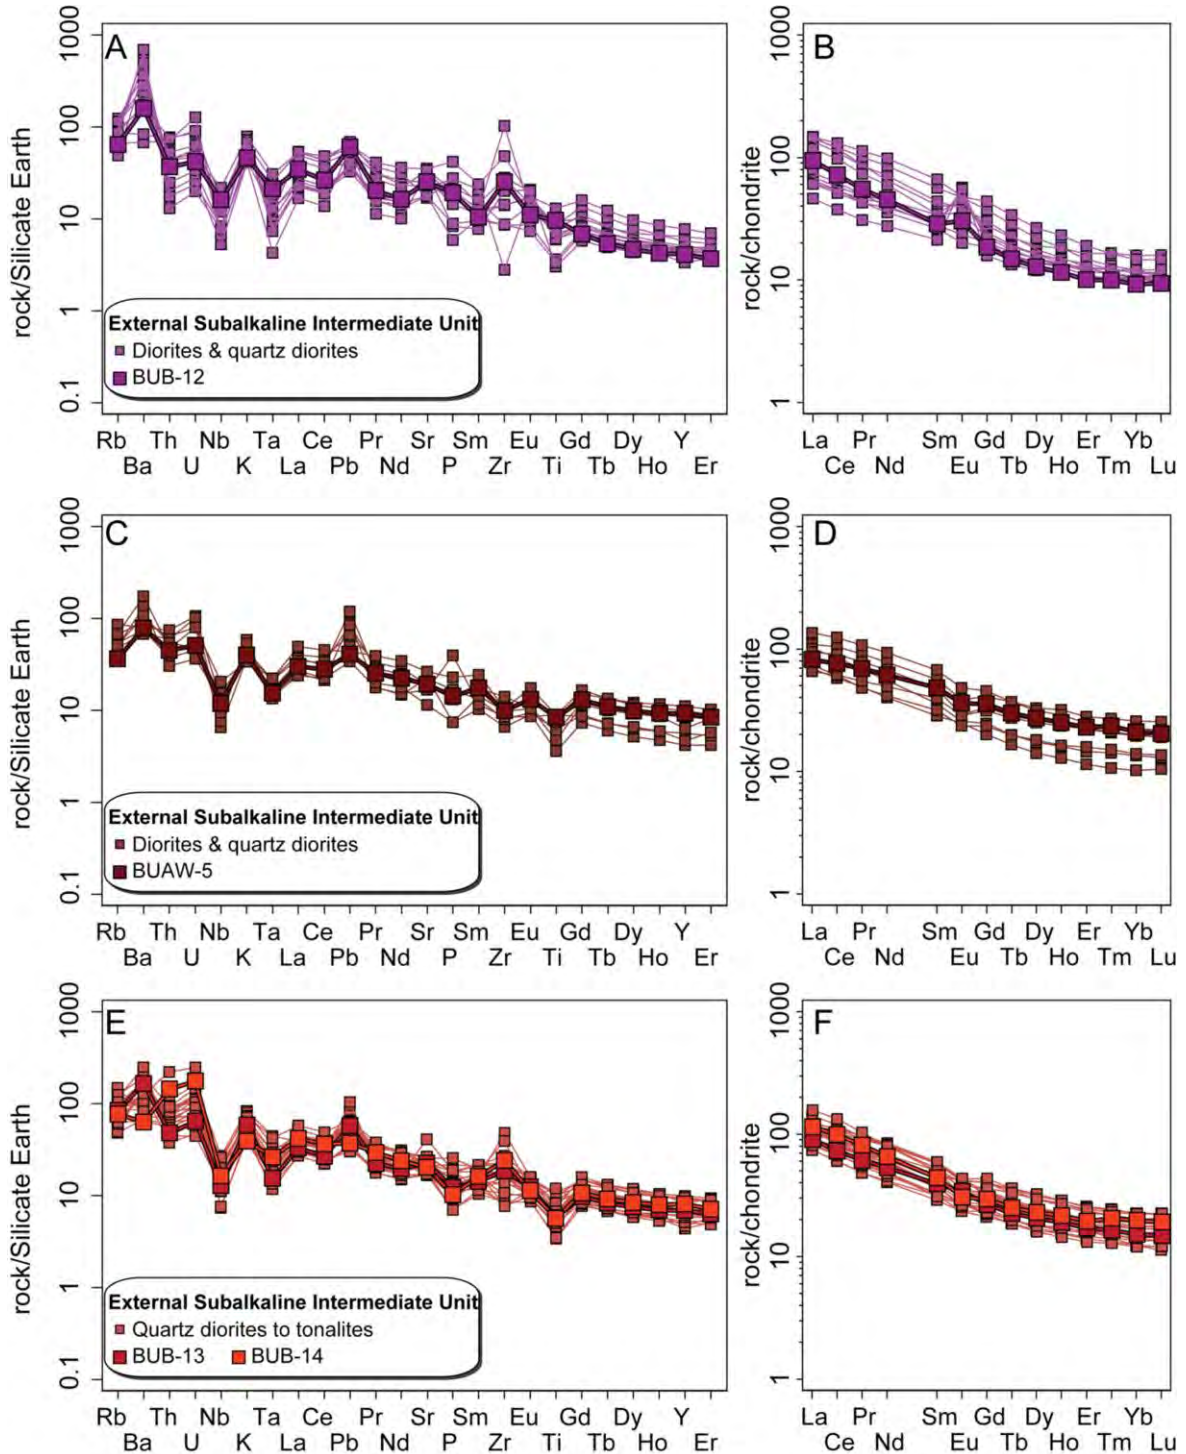 A
rock/Silicate Earth
1000
100
10
1
0.1
External Subalkaline Intermediate Unit
Diorites & quartz diorites
BUB-12
Rb Th Nb Ta Ce Pr Sr Sm Eu Gd Dy Y
Ba U K La Pb Nd P Zr Ti Tb Ho Er
B
rock/chondrite
1000
100
10
1
La Pr Sm Gd Dy Er Yb
Ce Nd Eu Tb Ho Tm Lu
C
rock/Silicate Earth
1000
100
10
1
0.1
External Subalkaline Intermediate Unit
Diorites & quartz diorites
BUAW-5
Rb Th Nb Ta Ce Pr Sr Sm Eu Gd Dy Y
Ba U K La Pb Nd P Zr Ti Tb Ho Er
D
rock/chondrite
1000
100
10
1
La Pr Sm Gd Dy Er Yb
Ce Nd Eu Tb Ho Tm Lu
E
rock/Silicate Earth
1000
100
10
1
0.1
External Subalkaline Intermediate Unit
Quartz diorites to tonalites
BUB-13 BUB-14
Rb Th Nb Ta Ce Pr Sr Sm Eu Gd Dy Y
Ba U K La Pb Nd P Zr Ti Tb Ho Er
F
rock/chondrite
1000
100
10
1
La Pr Sm Gd Dy Er Yb
Ce Nd Eu Tb Ho Tm Lu